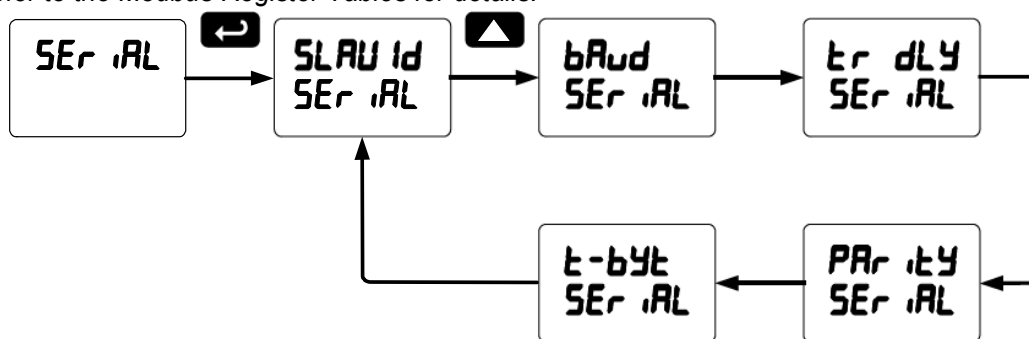 refer to the Modbus Register Tables for details.
SEr iAL
SLAV Id
SEr iAL
bAud
SEr iAL
tr dLY
SEr iAL
t-bYt
SEr iAL
PAr itY
SEr iAL